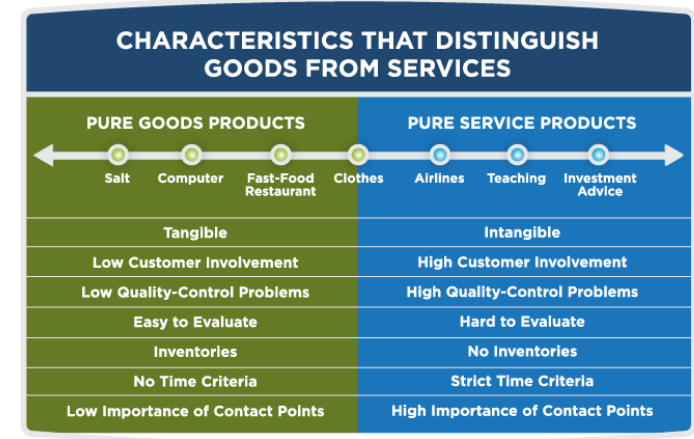 CHARACTERISTICS THAT DISTINGUISH
GOODS FROM SERVICES
PURE GOODS PRODUCTS
PURE SERVICE PRODUCTS
Salt
Computer
Fast-Food
Restaurant
Clothes
Airlines
Teaching
Investment
Advice
Tangible
Intangible
Low Customer Involvement
High Customer Involvement
Low Quality-Control Problems
High Quality-Control Problems
Easy to Evaluate
Hard to Evaluate
Inventories
No Inventories
No Time Criteria
Strict Time Criteria
Low Importance of Contact Points
High Importance of Contact Points